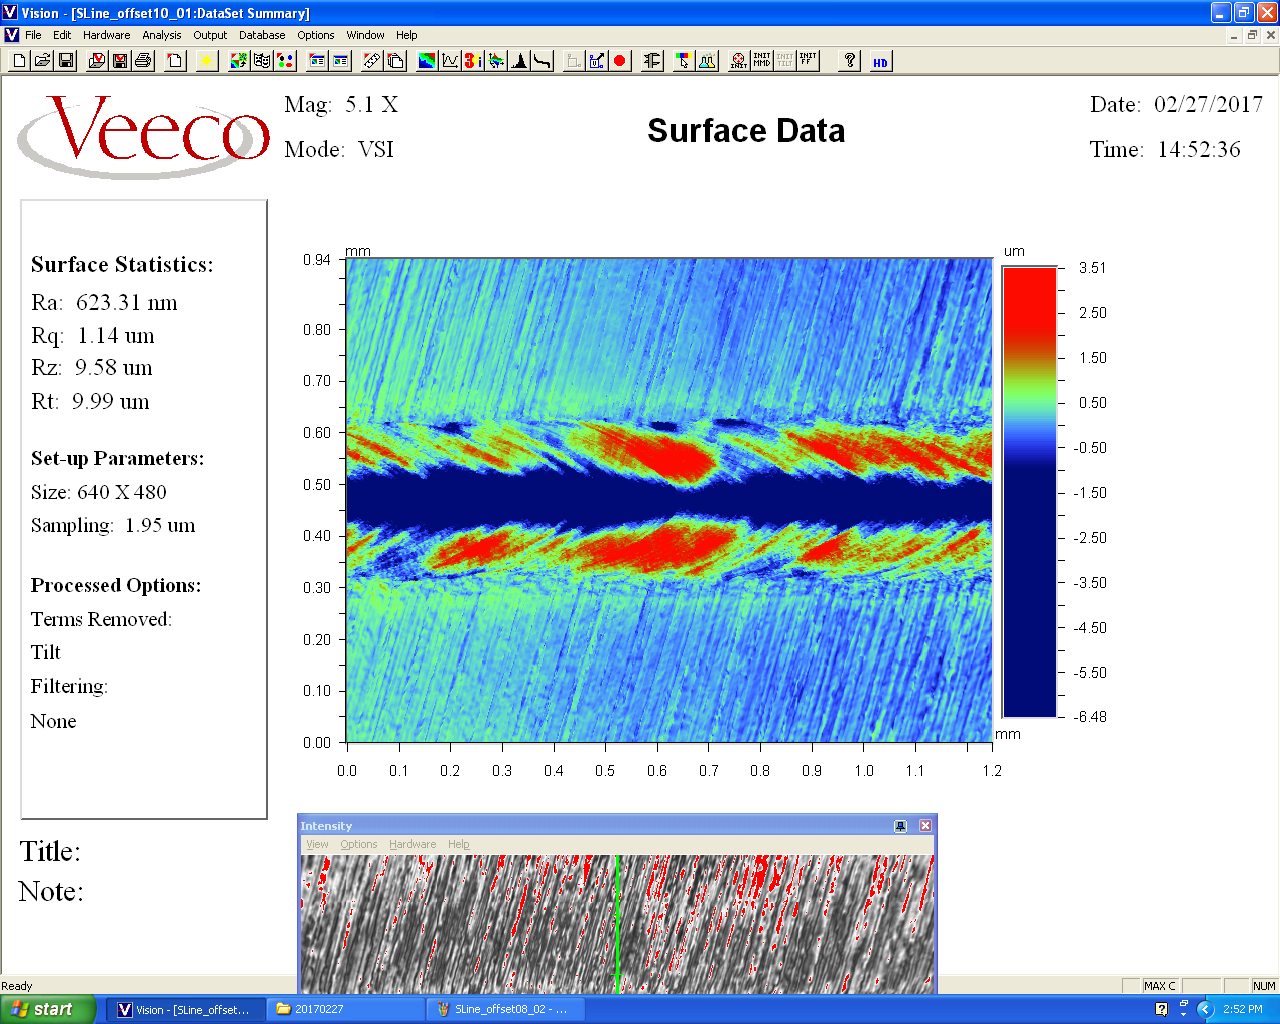 Vision - [SLine_offset10_01:DataSet Summary]
File Edit Hardware Analysis Output Database Options Window Help
INIT
INIT MMD
INIT TILT
INIT FF
?
HD
Veeco
Mag: 5.1 X
Mode: VSI
Surface Data
Date: 02/27/2017
Time: 14:52:36
Surface Statistics:
Ra: 623.31 nm
Rq: 1.14 um
Rz: 9.58 um
Rt: 9.99 um
Set-up Parameters:
Size: 640 X 480
Sampling: 1.95 um
Processed Options:
Terms Removed:
Tilt
Filtering:
None
Title:
Note:
mm
0.94
0.80
0.70
0.60
0.50
0.40
0.30
0.20
0.10
0.00
0.0 0.1 0.2 0.3 0.4 0.5 0.6 0.7 0.8 0.9 1.0 1.1 1.2
mm
um
3.51
2.50
1.50
0.50
-0.50
-1.50
-2.50
-3.50
-4.50
-5.50
-6.48
Intensity
View Options Hardware Help
Ready
MAX C
NUM
start
Vision - [SLine_offset...
20170227
SLine_offset08_02 - ...
2:52 PM